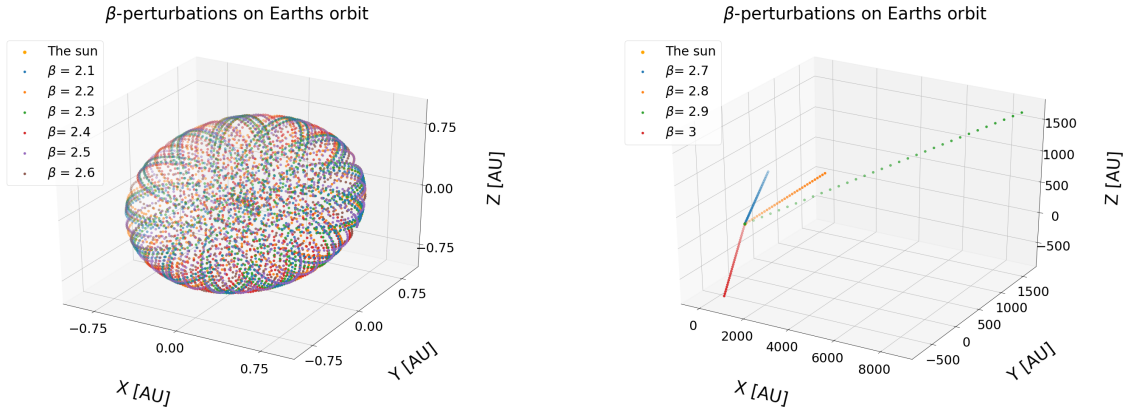 β-perturbations on Earths orbit
The sun
β = 2.1
β = 2.2
β = 2.3
β= 2.4
β= 2.5
β= 2.6
0.75
0.00
−0.75
Z [AU]
0.75
0.00
−0.75
Y [AU]
−0.75
0.00
0.75
X [AU]
β-perturbations on Earths orbit
The sun
β= 2.7
β= 2.8
β= 2.9
β= 3
1500
1000
500
0
−500
Z [AU]
1500
1000
500
0
−500
Y [AU]
0
2000
4000
6000
8000
X [AU]